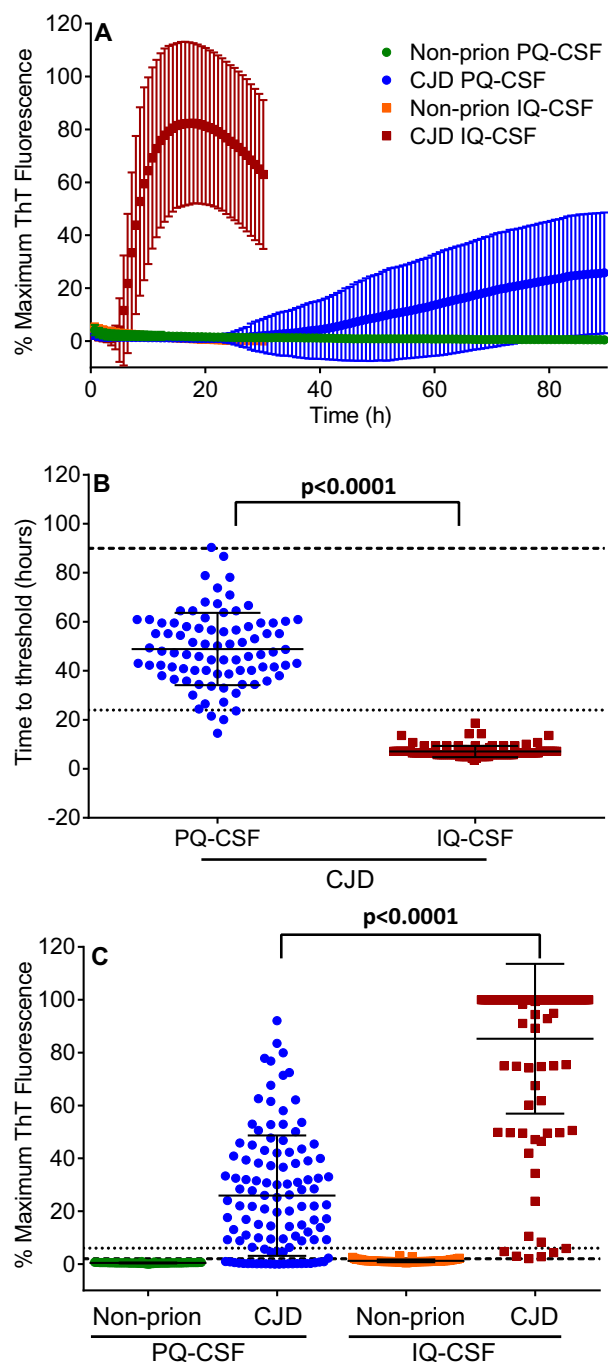 A
Non-prion PQ-CSF
CJD PQ-CSF
Non-prion IQ-CSF
CJD IQ-CSF
% Maximum ThT Fluorescence
120
100
80
60
40
20
0
0 20 40 60 80
Time (h)
B
p<0.0001
Time to threshold (hours)
120
100
80
60
40
20
0
-20
PQ-CSF IQ-CSF
CJD
C
p<0.0001
% Maximum ThT Fluorescence
120
100
80
60
40
20
0
Non-prion CJD Non-prion CJD
PQ-CSF IQ-CSF